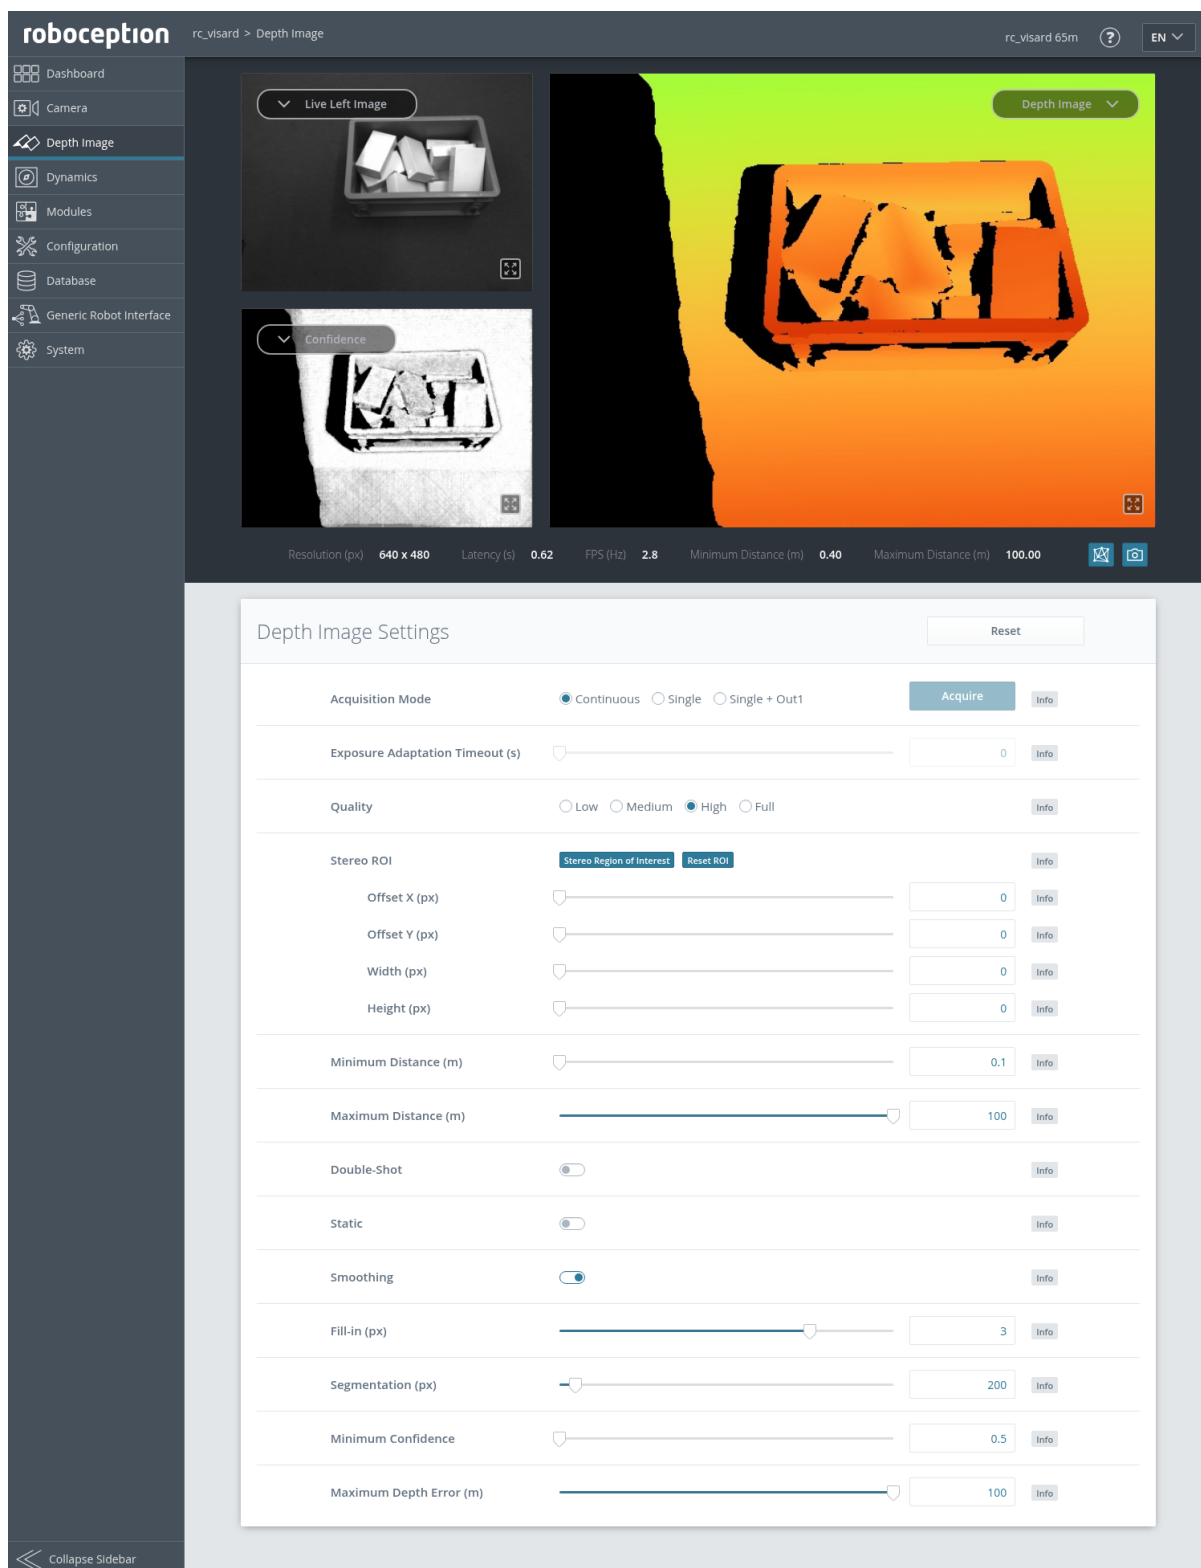 roboception
rc_visard > Depth Image
rc_visard 65m
?
EN
Dashboard
Camera
Depth Image
Dynamics
Modules
Configuration
Database
Generic Robot Interface
System
Collapse Sidebar
Live Left Image
Depth Image
Confidence
Resolution (px) 640 x 480 Latency (s) 0.62 FPS (Hz) 2.8 Minimum Distance (m) 0.40 Maximum Distance (m) 100.00
Depth Image Settings
Reset
Acquisition Mode Continuous Single Single + Out1 Acquire Info
Exposure Adaptation Timeout (s) 0 Info
Quality Low Medium High Full Info
Stereo ROI Stereo Region of Interest Reset ROI Info
Offset X (px) 0 Info
Offset Y (px) 0 Info
Width (px) 0 Info
Height (px) 0 Info
Minimum Distance (m) 0.1 Info
Maximum Distance (m) 100 Info
Double-Shot Info
Static Info
Smoothing Info
Fill-in (px) 3 Info
Segmentation (px) 200 Info
Minimum Confidence 0.5 Info
Maximum Depth Error (m) 100 Info